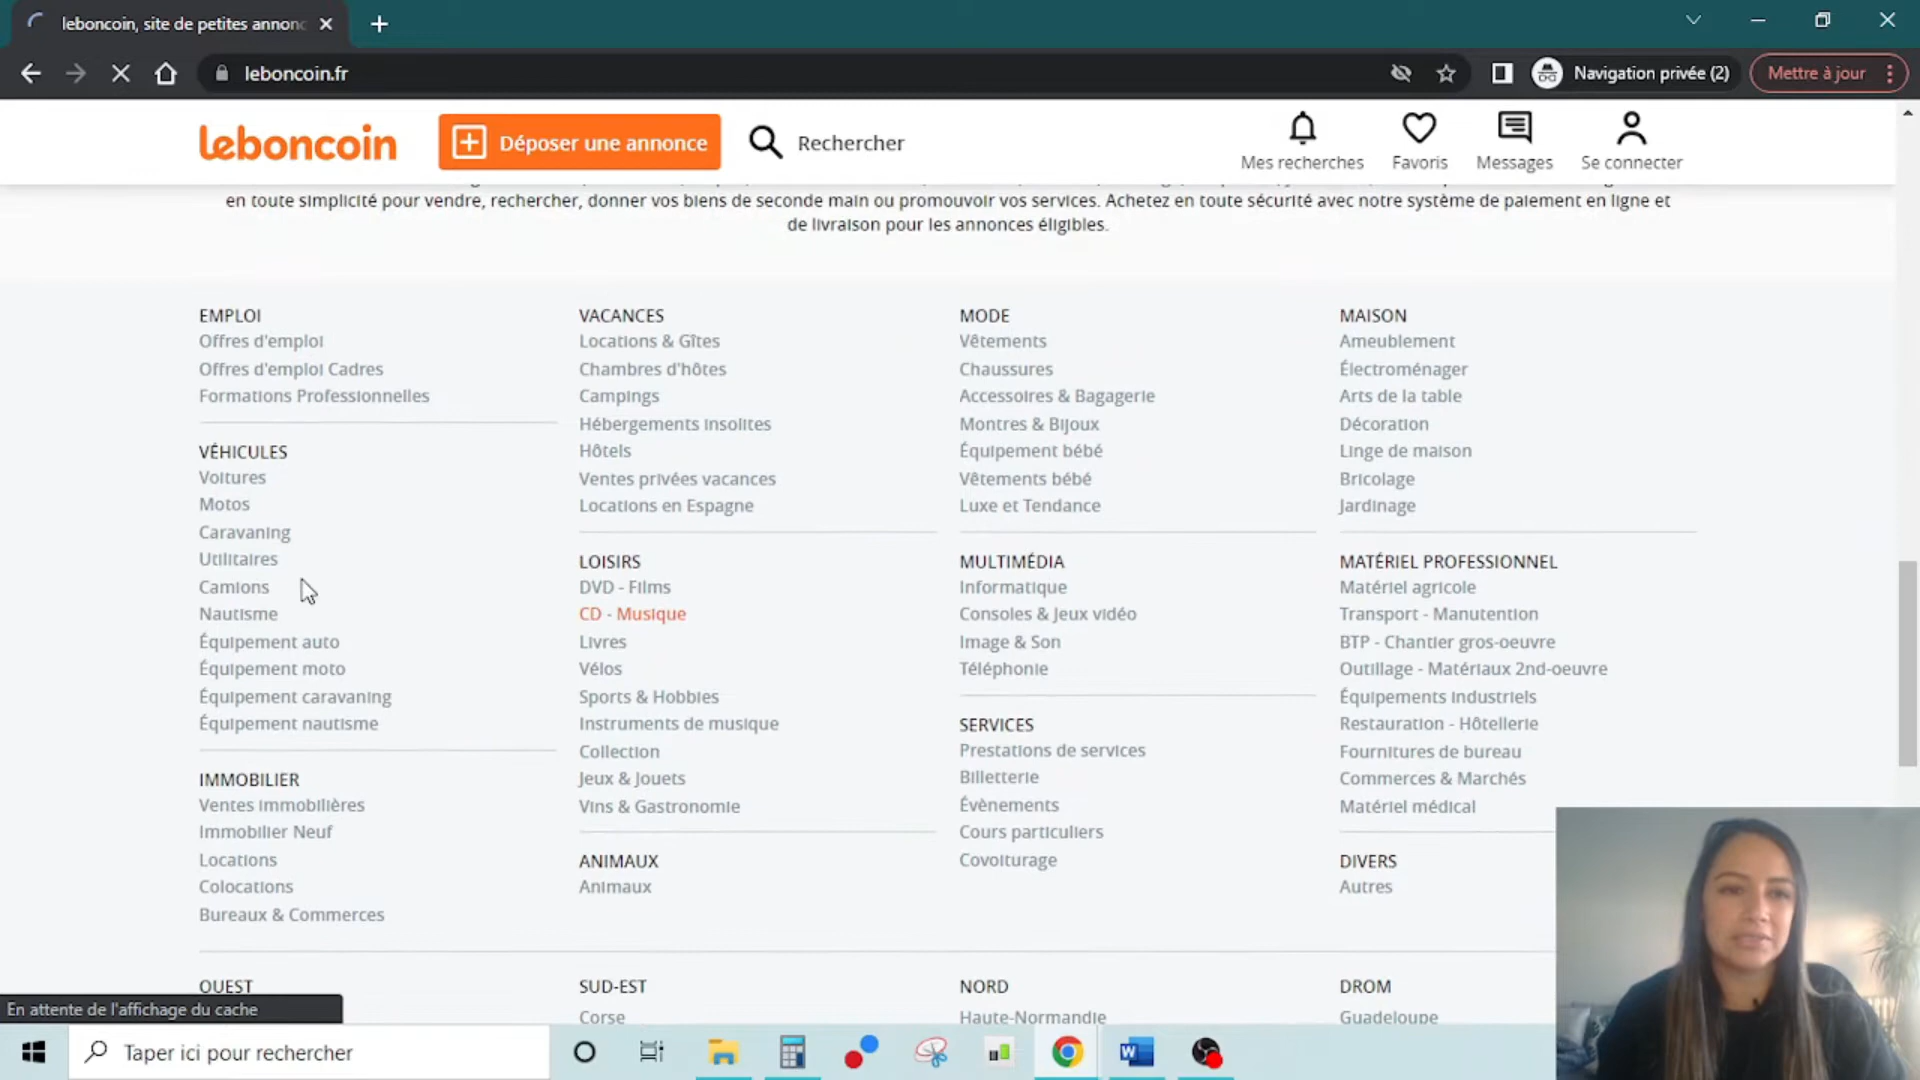 leboncoin, site de petites annonc
leboncoin.fr
Navigation privée (2)
Mettre à jour
leboncoin
Déposer une annonce
Rechercher
Mes recherches
Favoris
Messages
Se connecter
en toute simplicité pour vendre, rechercher, donner vos biens de seconde main ou promouvoir vos services. Achetez en toute sécurité avec notre système de paiement en ligne et
de livraison pour les annonces éligibles.
EMPLOI
Offres d'emploi
Offres d'emploi Cadres
Formations Professionnelles
VÉHICULES
Voitures
Motos
Caravaning
Utilitaires
Camions
Nautisme
Équipement auto
Équipement moto
Équipement caravaning
Équipement nautisme
IMMOBILIER
Ventes immobilières
Immobilier Neuf
Locations
Colocations
Bureaux & Commerces
VACANCES
Locations & Gîtes
Chambres d'hôtes
Campings
Hébergements insolites
Hôtels
Ventes privées vacances
Locations en Espagne
LOISIRS
DVD - Films
CD - Musique
Livres
Vélos
Sports & Hobbies
Instruments de musique
Collection
Jeux & Jouets
Vins & Gastronomie
ANIMAUX
Animaux
MODE
Vêtements
Chaussures
Accessoires & Bagagerie
Montres & Bijoux
Équipement bébé
Vêtements bébé
Luxe et Tendance
MULTIMÉDIA
Informatique
Consoles & Jeux vidéo
Image & Son
Téléphonie
SERVICES
Prestations de services
Billetterie
Évènements
Cours particuliers
Covoiturage
MAISON
Ameublement
Électroménager
Arts de la table
Décoration
Linge de maison
Bricolage
Jardinage
MATÉRIEL PROFESSIONNEL
Matériel agricole
Transport - Manutention
BTP - Chantier gros-oeuvre
Outillage - Matériaux 2nd-oeuvre
Équipements industriels
Restauration - Hôtellerie
Fournitures de bureau
Commerces & Marchés
Matériel médical
DIVERS
Autres
OUEST
SUD-EST
Corse
NORD
Haute-Normandie
DROM
Guadeloupe
En attente de l'affichage du cache
Taper ici pour rechercher